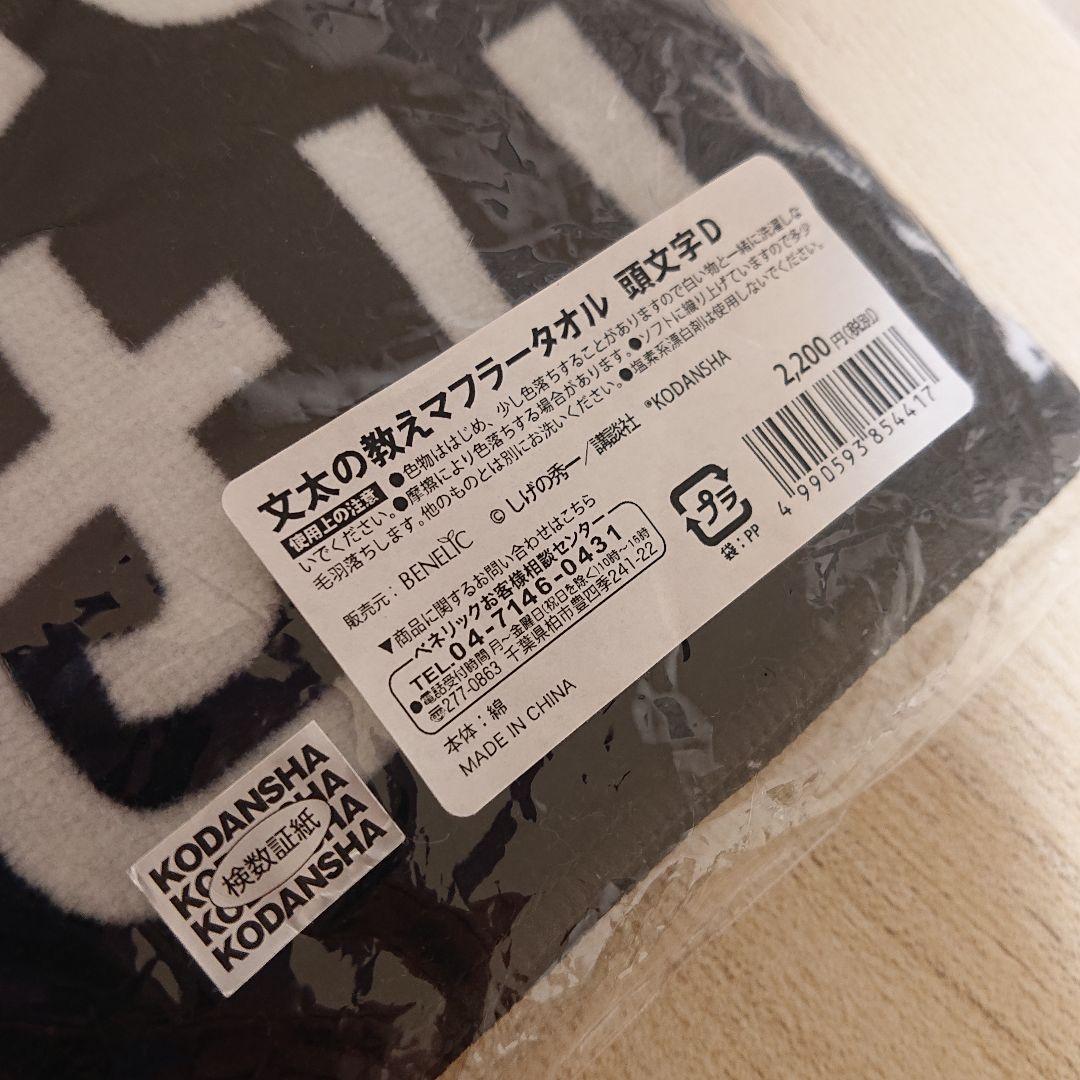 文太の教えマフラータオル 頭文字D
使用上の注意 ●色物ははじめ、少し色落ちすることがありますので白い物と一緒に洗濯しな
いでください。●摩擦により色落ちする場合があります。●ソフトに織り上げていますので多少
毛羽落ちします。他のものとは別にお洗いください。●塩素系漂白剤は使用しないでください。
販売元:BENELIC
©しげの秀一/講談社
®KODANSHA
2,200円(税別)
4990593854417
プラ
袋:PP
▼商品に関するお問い合わせはこちら
ベネリックお客様相談センター
TEL.04-7146-0431
●電話受付時間 月~金曜日(祝日を除く)10時~16時
〠277-0863 千葉県柏市豊四季241-22
本体:綿
MADE IN CHINA
KODANSHA
検数証紙
KODANSHA